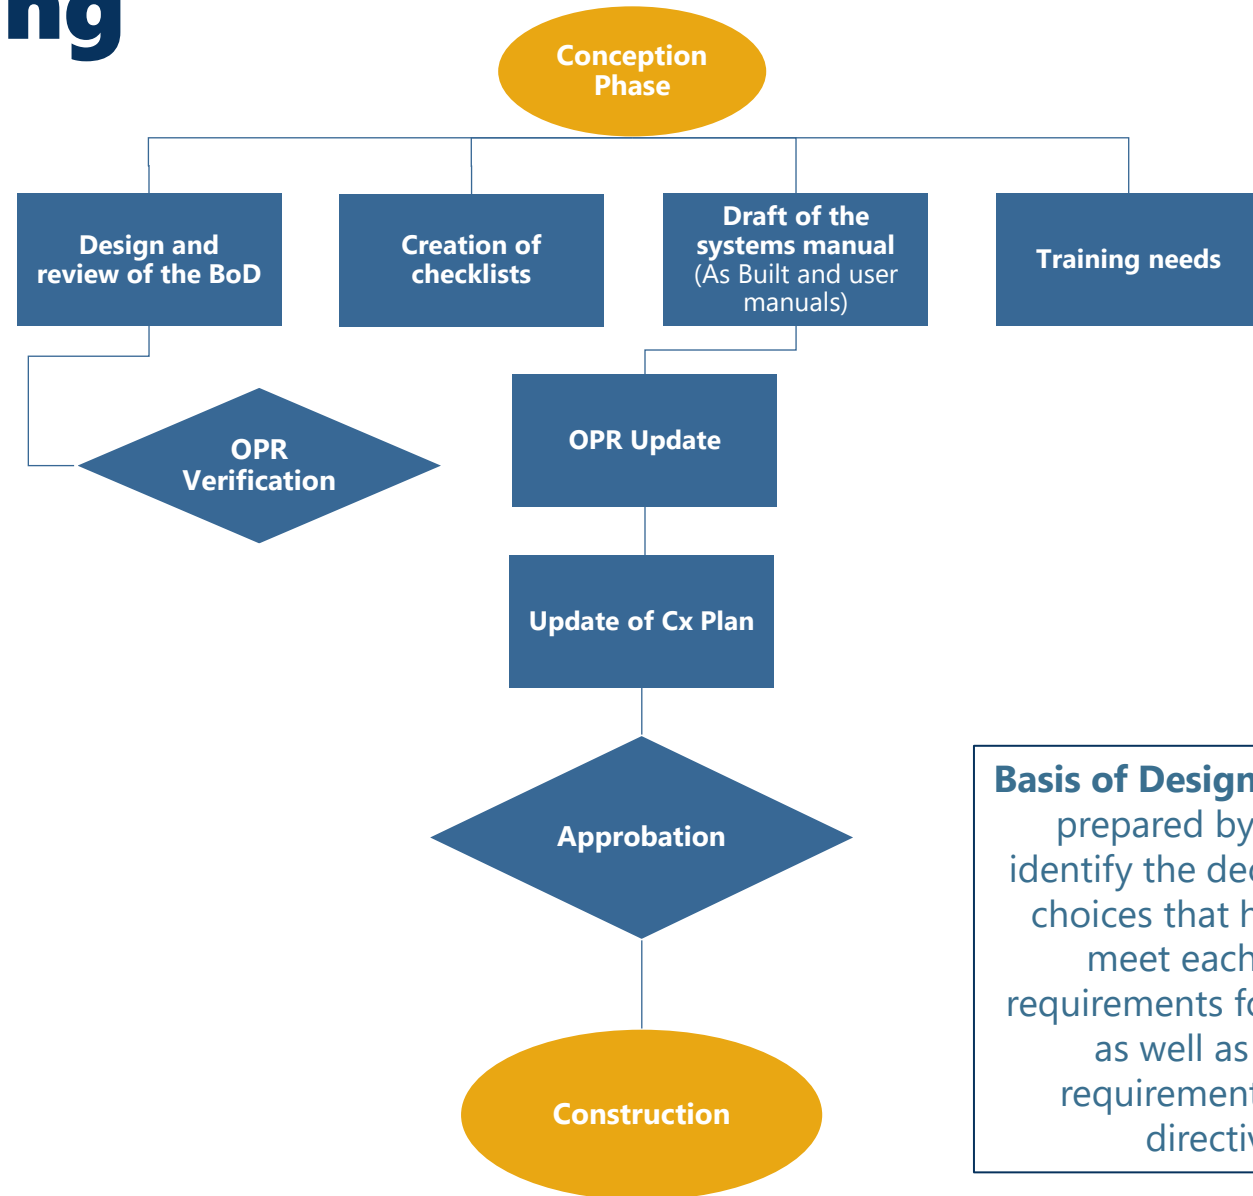 ng
Conception
Phase
Design and
review of the BoD
Creation of
checklists
Draft of the
systems manual
(As Built and user
manuals)
Training needs
OPR
Verification
OPR Update
Update of Cx Plan
Approbation
Basis of Design
prepared by
identify the
choices that
meet each
requirements
as well as
Construction